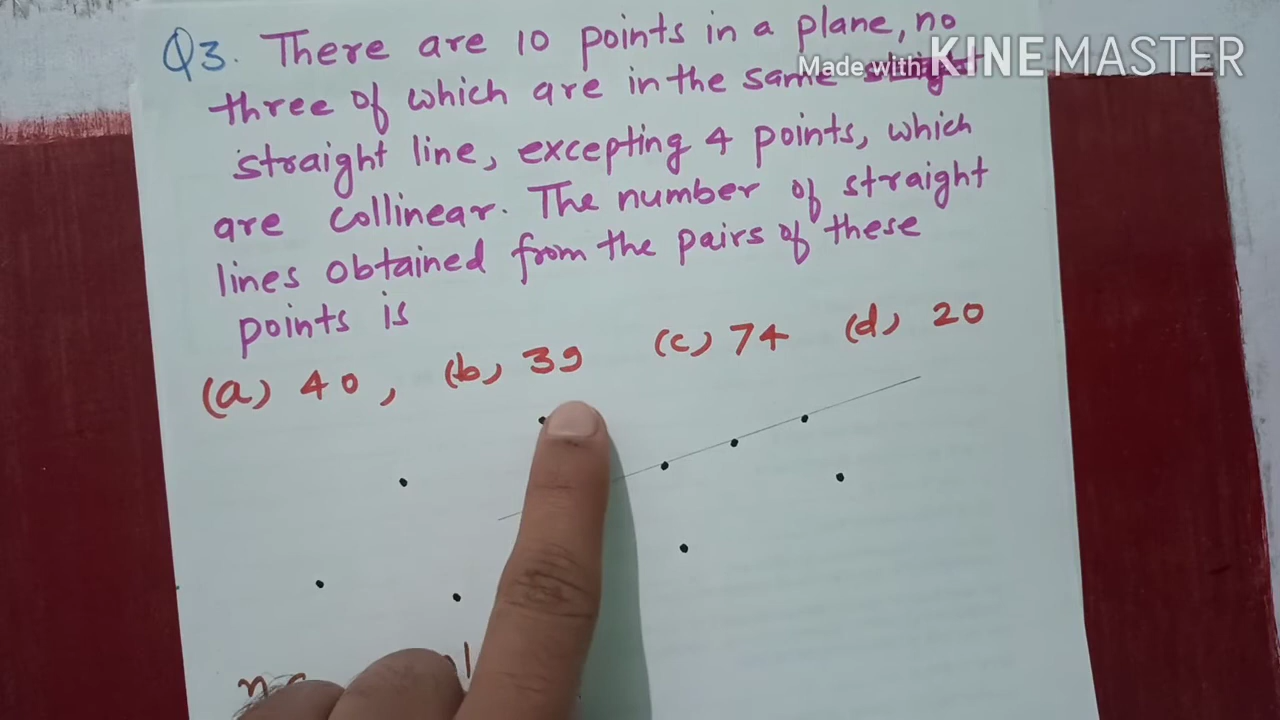 Q3. There are 10 points in a plane, no
Made with KINEMASTER
three of which are in the same
straight line, excepting 4 points, which
are collinear. The number of straight
lines obtained from the pairs of these
points is
(a) 40, (b) 39 (c) 74 (d) 20